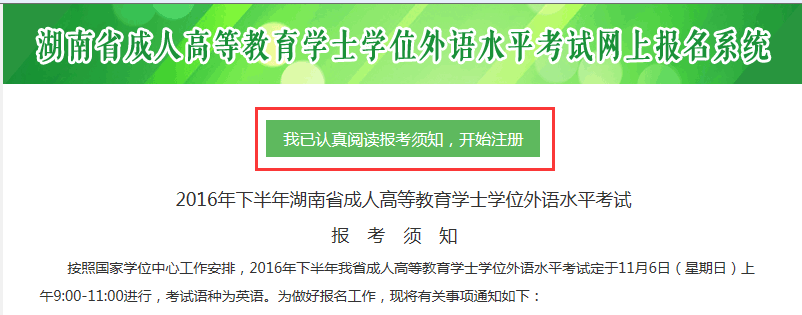 湖南省成人高等教育学士学位外语水平考试网上报名系统
我已认真阅读报考须知，开始注册
2016年下半年湖南省成人高等教育学士学位外语水平考试
报 考 须 知
按照国家学位中心工作安排，2016年下半年我省成人高等教育学士学位外语水平考试定于11月6日（星期日）上
午9:00-11:00进行，考试语种为英语。为做好报名工作，现将有关事项通知如下：